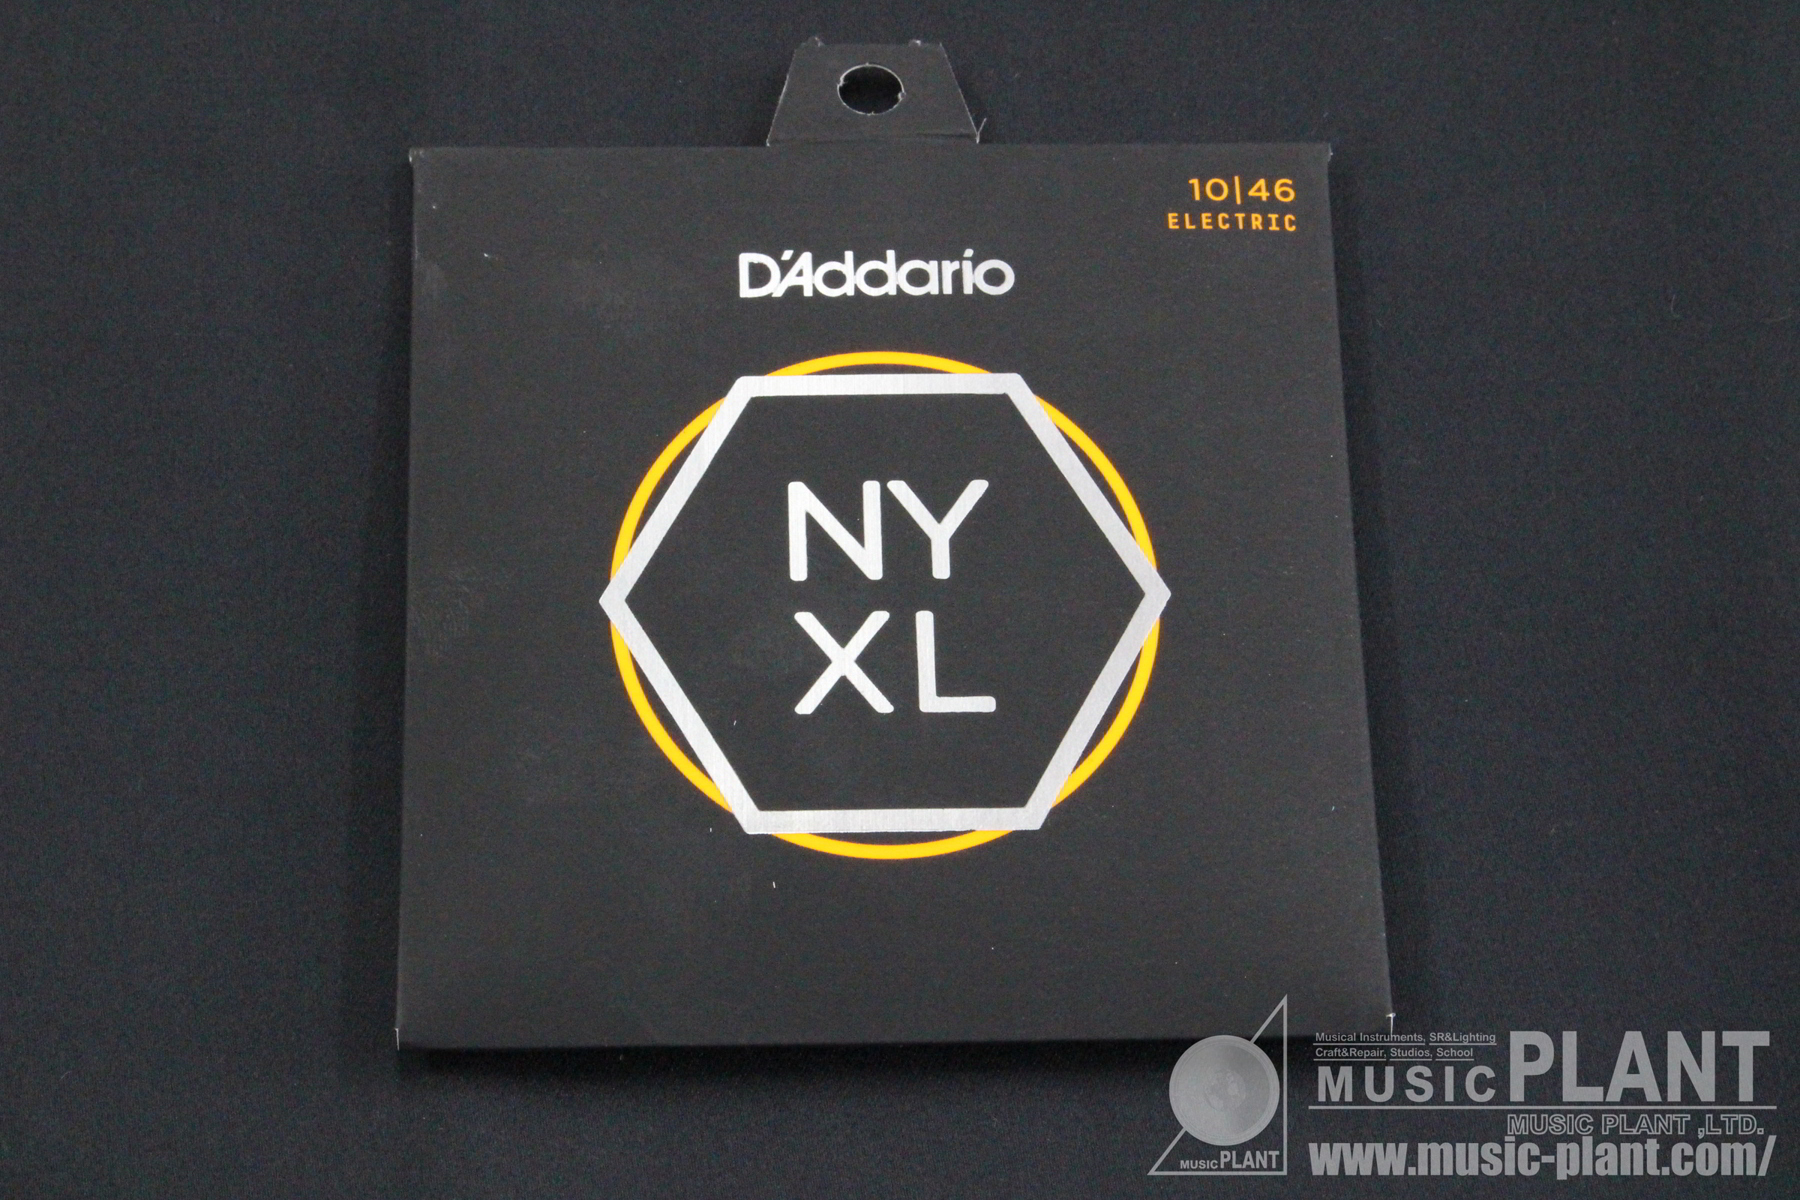 10|46
ELECTRIC
D'Addario
NY
XL
Musical Instruments, SR&Lighting
Craft&Repair, Studios, School
MUSIC PLANT
MUSIC PLANT ,LTD.
MUSIC PLANT
www.music-plant.com/